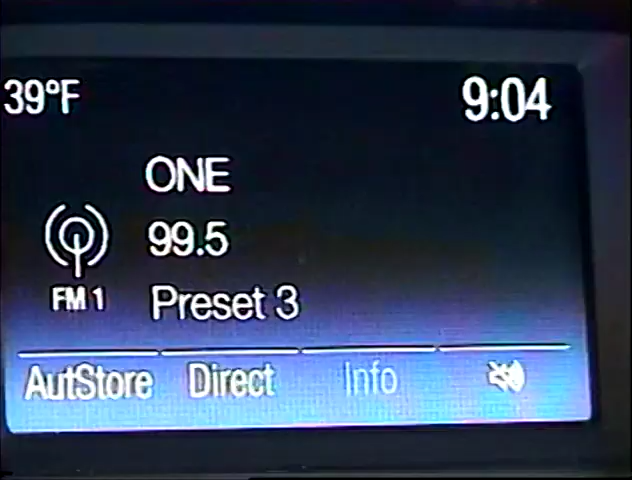 39°F 9:04
ONE
99.5
FM 1 Preset 3
AutStore Direct Info